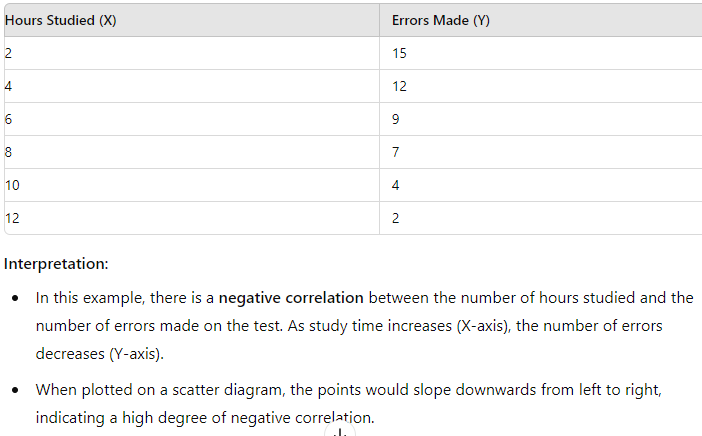 Hours Studied (X) Errors Made (Y)
2 15
4 12
6 9
8 7
10 4
12 2
Interpretation:
• In this example, there is a negative correlation between the number of hours studied and the
number of errors made on the test. As study time increases (X-axis), the number of errors
decreases (Y-axis).
• When plotted on a scatter diagram, the points would slope downwards from left to right,
indicating a high degree of negative correlation.